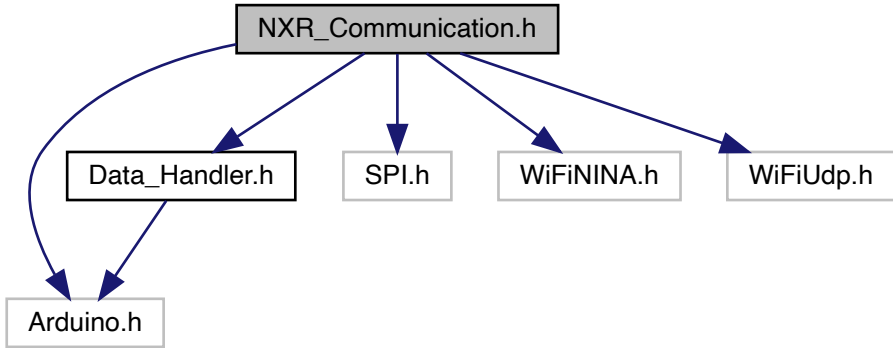 NXR_Communication.h
Data_Handler.h
SPI.h
WiFiNINA.h
WiFiUdp.h
Arduino.h